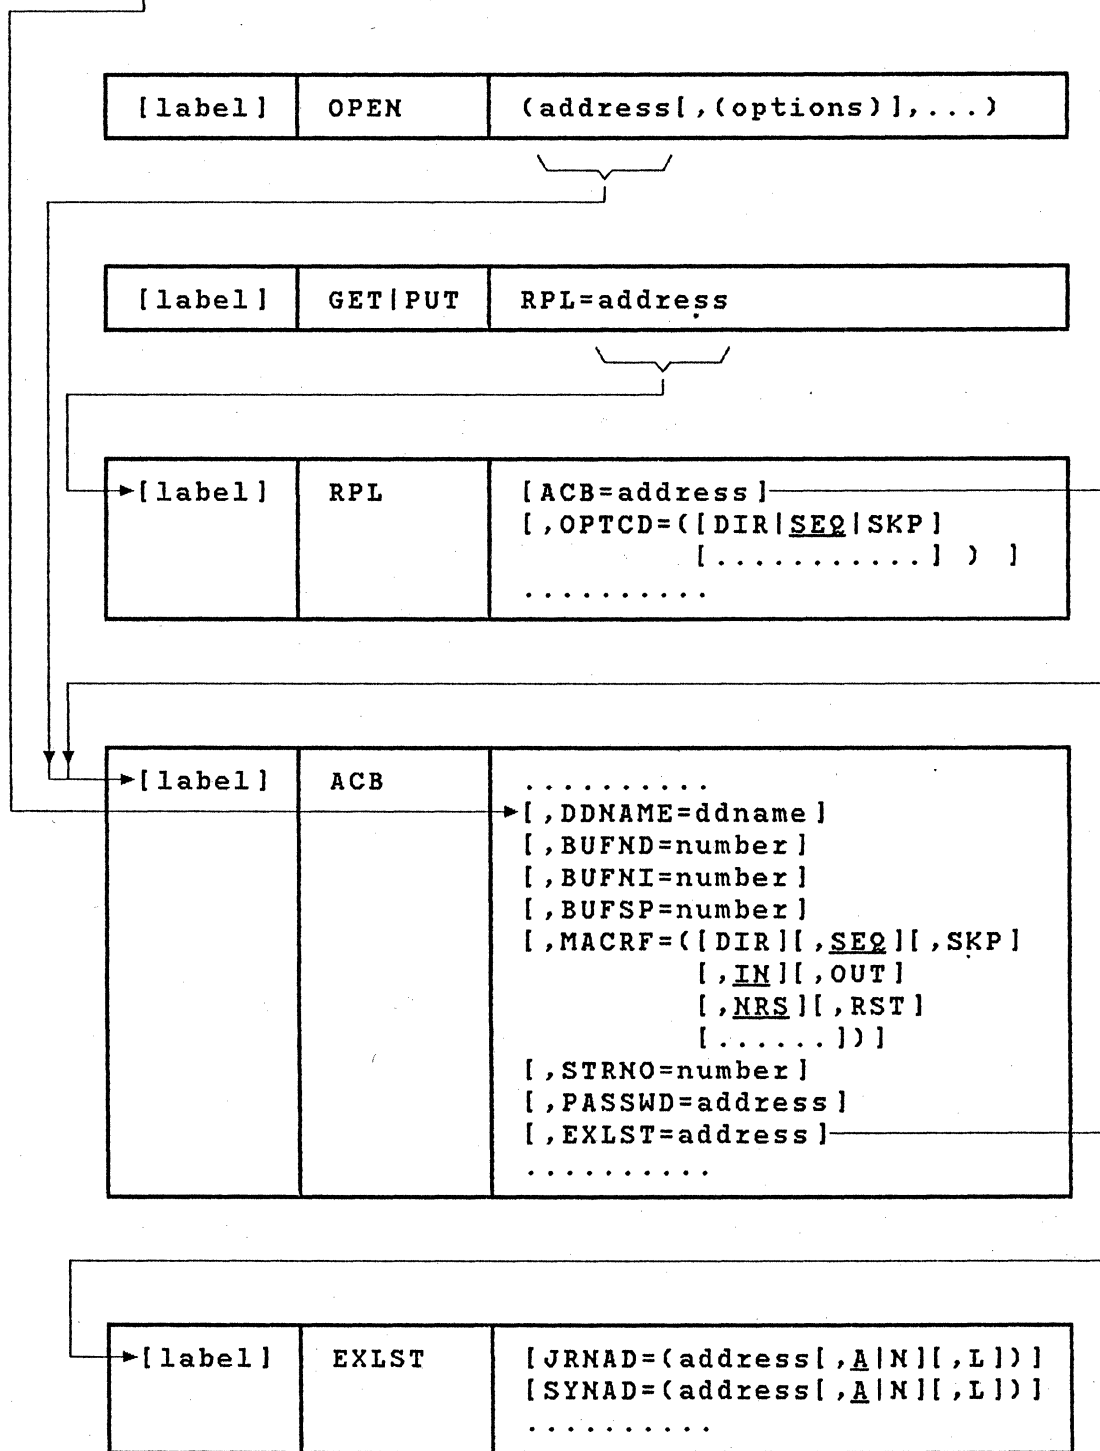 [label] OPEN (address[,(options)],...)
[label] GET|PUT RPL=address
[label] RPL [ACB=address]
[,OPTCD=([DIR|SEQ|SKP]
[...........] ) ]
..........
[label] ACB ..........
[,DDNAME=ddname]
[,BUFND=number]
[,BUFNI=number]
[,BUFSP=number]
[,MACRF=([DIR][,SEQ][,SKP]
[,IN][,OUT]
[,NRS][,RST]
[......])]
[,STRNO=number]
[,PASSWD=address]
[,EXLST=address]
..........
[label] EXLST [JRNAD=(address[,A|N][,L])]
[SYNAD=(address[,A|N][,L])]
..........